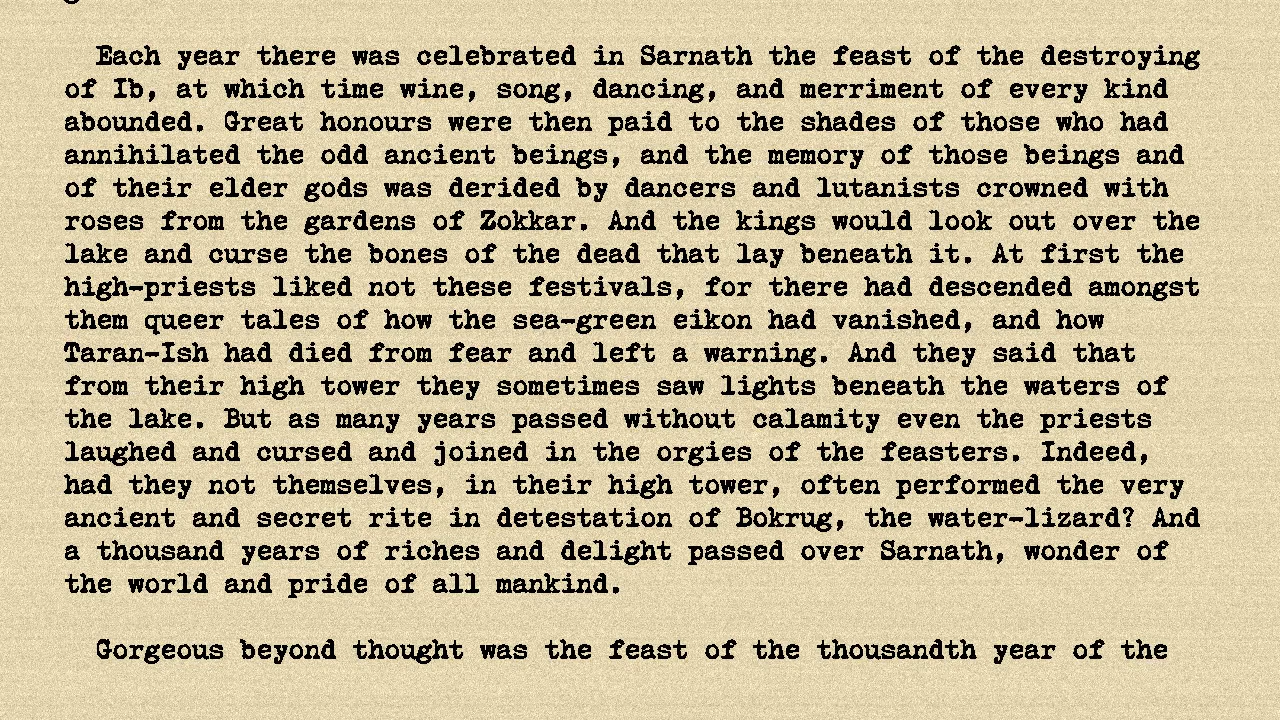 Each year there was celebrated in Sarnath the feast of the destroying
of Ib, at which time wine, song, dancing, and merriment of every kind
abounded. Great honours were then paid to the shades of those who had
annihilated the odd ancient beings, and the memory of those beings and
of their elder gods was derided by dancers and lutanists crowned with
roses from the gardens of Zokkar. And the kings would look out over the
lake and curse the bones of the dead that lay beneath it. At first the
high-priests liked not these festivals, for there had descended amongst
them queer tales of how the sea-green eikon had vanished, and how
Taran-Ish had died from fear and left a warning. And they said that
from their high tower they sometimes saw lights beneath the waters of
the lake. But as many years passed without calamity even the priests
laughed and cursed and joined in the orgies of the feasters. Indeed,
had they not themselves, in their high tower, often performed the very
ancient and secret rite in detestation of Bokrug, the water-lizard? And
a thousand years of riches and delight passed over Sarnath, wonder of
the world and pride of all mankind.
Gorgeous beyond thought was the feast of the thousandth year of the